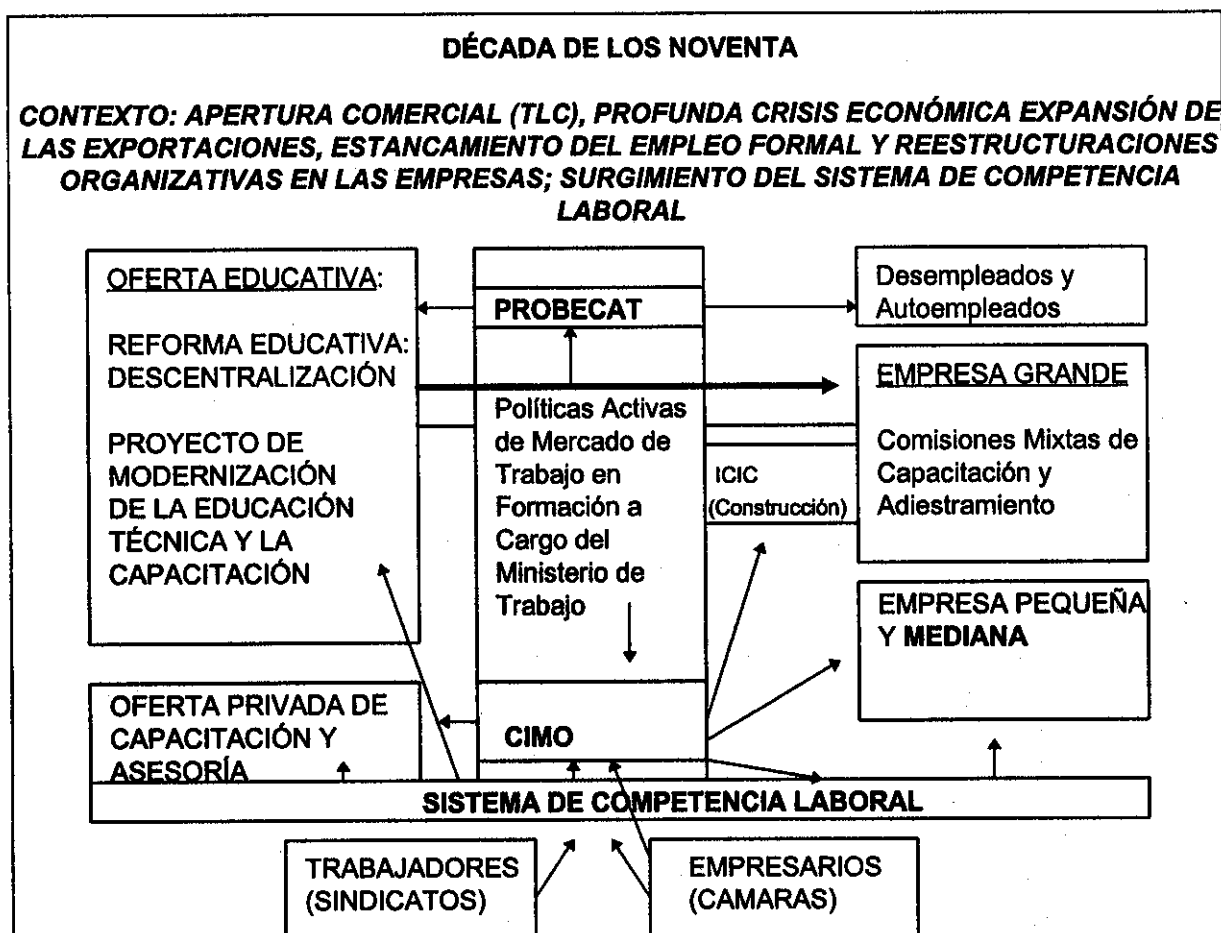 DÉCADA DE LOS NOVENTA
CONTEXTO: APERTURA COMERCIAL (TLC), PROFUNDA CRISIS ECONÓMICA EXPANSIÓN DE
LAS EXPORTACIONES, ESTANCAMIENTO DEL EMPLEO FORMAL Y REESTRUCTURACIONES
ORGANIZATIVAS EN LAS EMPRESAS; SURGIMIENTO DEL SISTEMA DE COMPETENCIA
LABORAL
OFERTA EDUCATIVA:
REFORMA EDUCATIVA:
DESCENTRALIZACIÓN
PROYECTO DE
MODERNIZACIÓN
DE LA EDUCACIÓN
TÉCNICA Y LA
CAPACITACIÓN
PROBECAT
Políticas Activas
de Mercado de
Trabajo en
Formación a
Cargo del
Ministerio de
Trabajo
ICIC
(Construcción)
Desempleados y
Autoempleados
EMPRESA GRANDE
Comisiones Mixtas de
Capacitación y
Adiestramiento
EMPRESA PEQUEÑA
Y MEDIANA
OFERTA PRIVADA DE
CAPACITACIÓN Y
ASESORÍA
CIMO
SISTEMA DE COMPETENCIA LABORAL
TRABAJADORES
(SINDICATOS)
EMPRESARIOS
(CAMARAS)